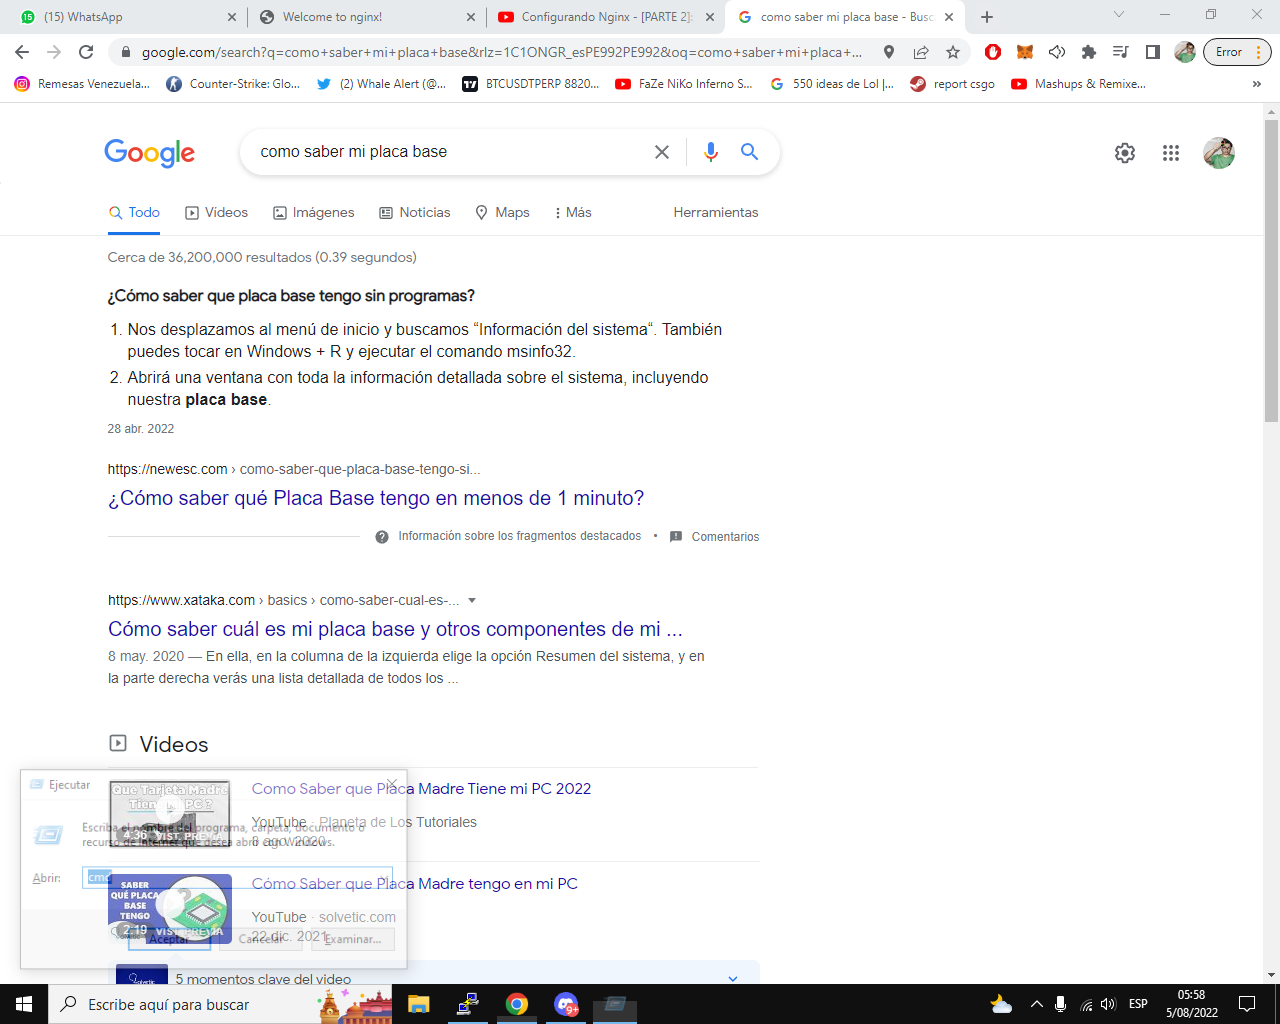 (15) WhatsApp
Welcome to nginx!
Configurando Nginx - [PARTE 2]:
como saber mi placa base - Busc
google.com/search?q=como+saber+mi+placa+base&rlz=1C1ONGR_esPE992PE992&oq=como+saber+mi+placa+...
Error
Remesas Venezuela...
Counter-Strike: Glo...
(2) Whale Alert (@...
BTCUSDTPERP 8820...
FaZe NiKo Inferno S...
550 ideas de Lol |...
report csgo
Mashups & Remixe...
»
Google
como saber mi placa base
Todo
Vídeos
Imágenes
Noticias
Maps
Más
Herramientas
Cerca de 36,200,000 resultados (0.39 segundos)
¿Cómo saber que placa base tengo sin programas?
1. Nos desplazamos al menú de inicio y buscamos “Información del sistema“. También
puedes tocar en Windows + R y ejecutar el comando msinfo32.
2. Abrirá una ventana con toda la información detallada sobre el sistema, incluyendo
nuestra placa base.
28 abr. 2022
https://newesc.com › como-saber-que-placa-base-tengo-si...
¿Cómo saber qué Placa Base tengo en menos de 1 minuto?
Información sobre los fragmentos destacados • Comentarios
https://www.xataka.com › basics › como-saber-cual-es-...
Cómo saber cuál es mi placa base y otros componentes de mi ...
8 may. 2020 — En ella, en la columna de la izquierda elige la opción Resumen del sistema, y en
la parte derecha verás una lista detallada de todos los ...
Videos
Ejecutar
Que Tarjeta Madre
Tiene mi PC ?
4:36 VIST. PREVIA
Como Saber que Placa Madre Tiene mi PC 2022
YouTube · Planeta de Los Tutoriales
8 ago. 2020
Escriba el nombre del programa, carpeta, documento o
recurso de Internet que desea abrir con Windows.
Abrir: cmd
SABER
QUÉ PLACA
BASE
TENGO
2:19 VIST. PREVIA
Cómo Saber que Placa Madre tengo en mi PC
YouTube · solvetic.com
22 dic. 2021
Aceptar
Cancelar
Examinar...
5 momentos clave del video
Escribe aquí para buscar
9+
ESP
05:58
5/08/2022